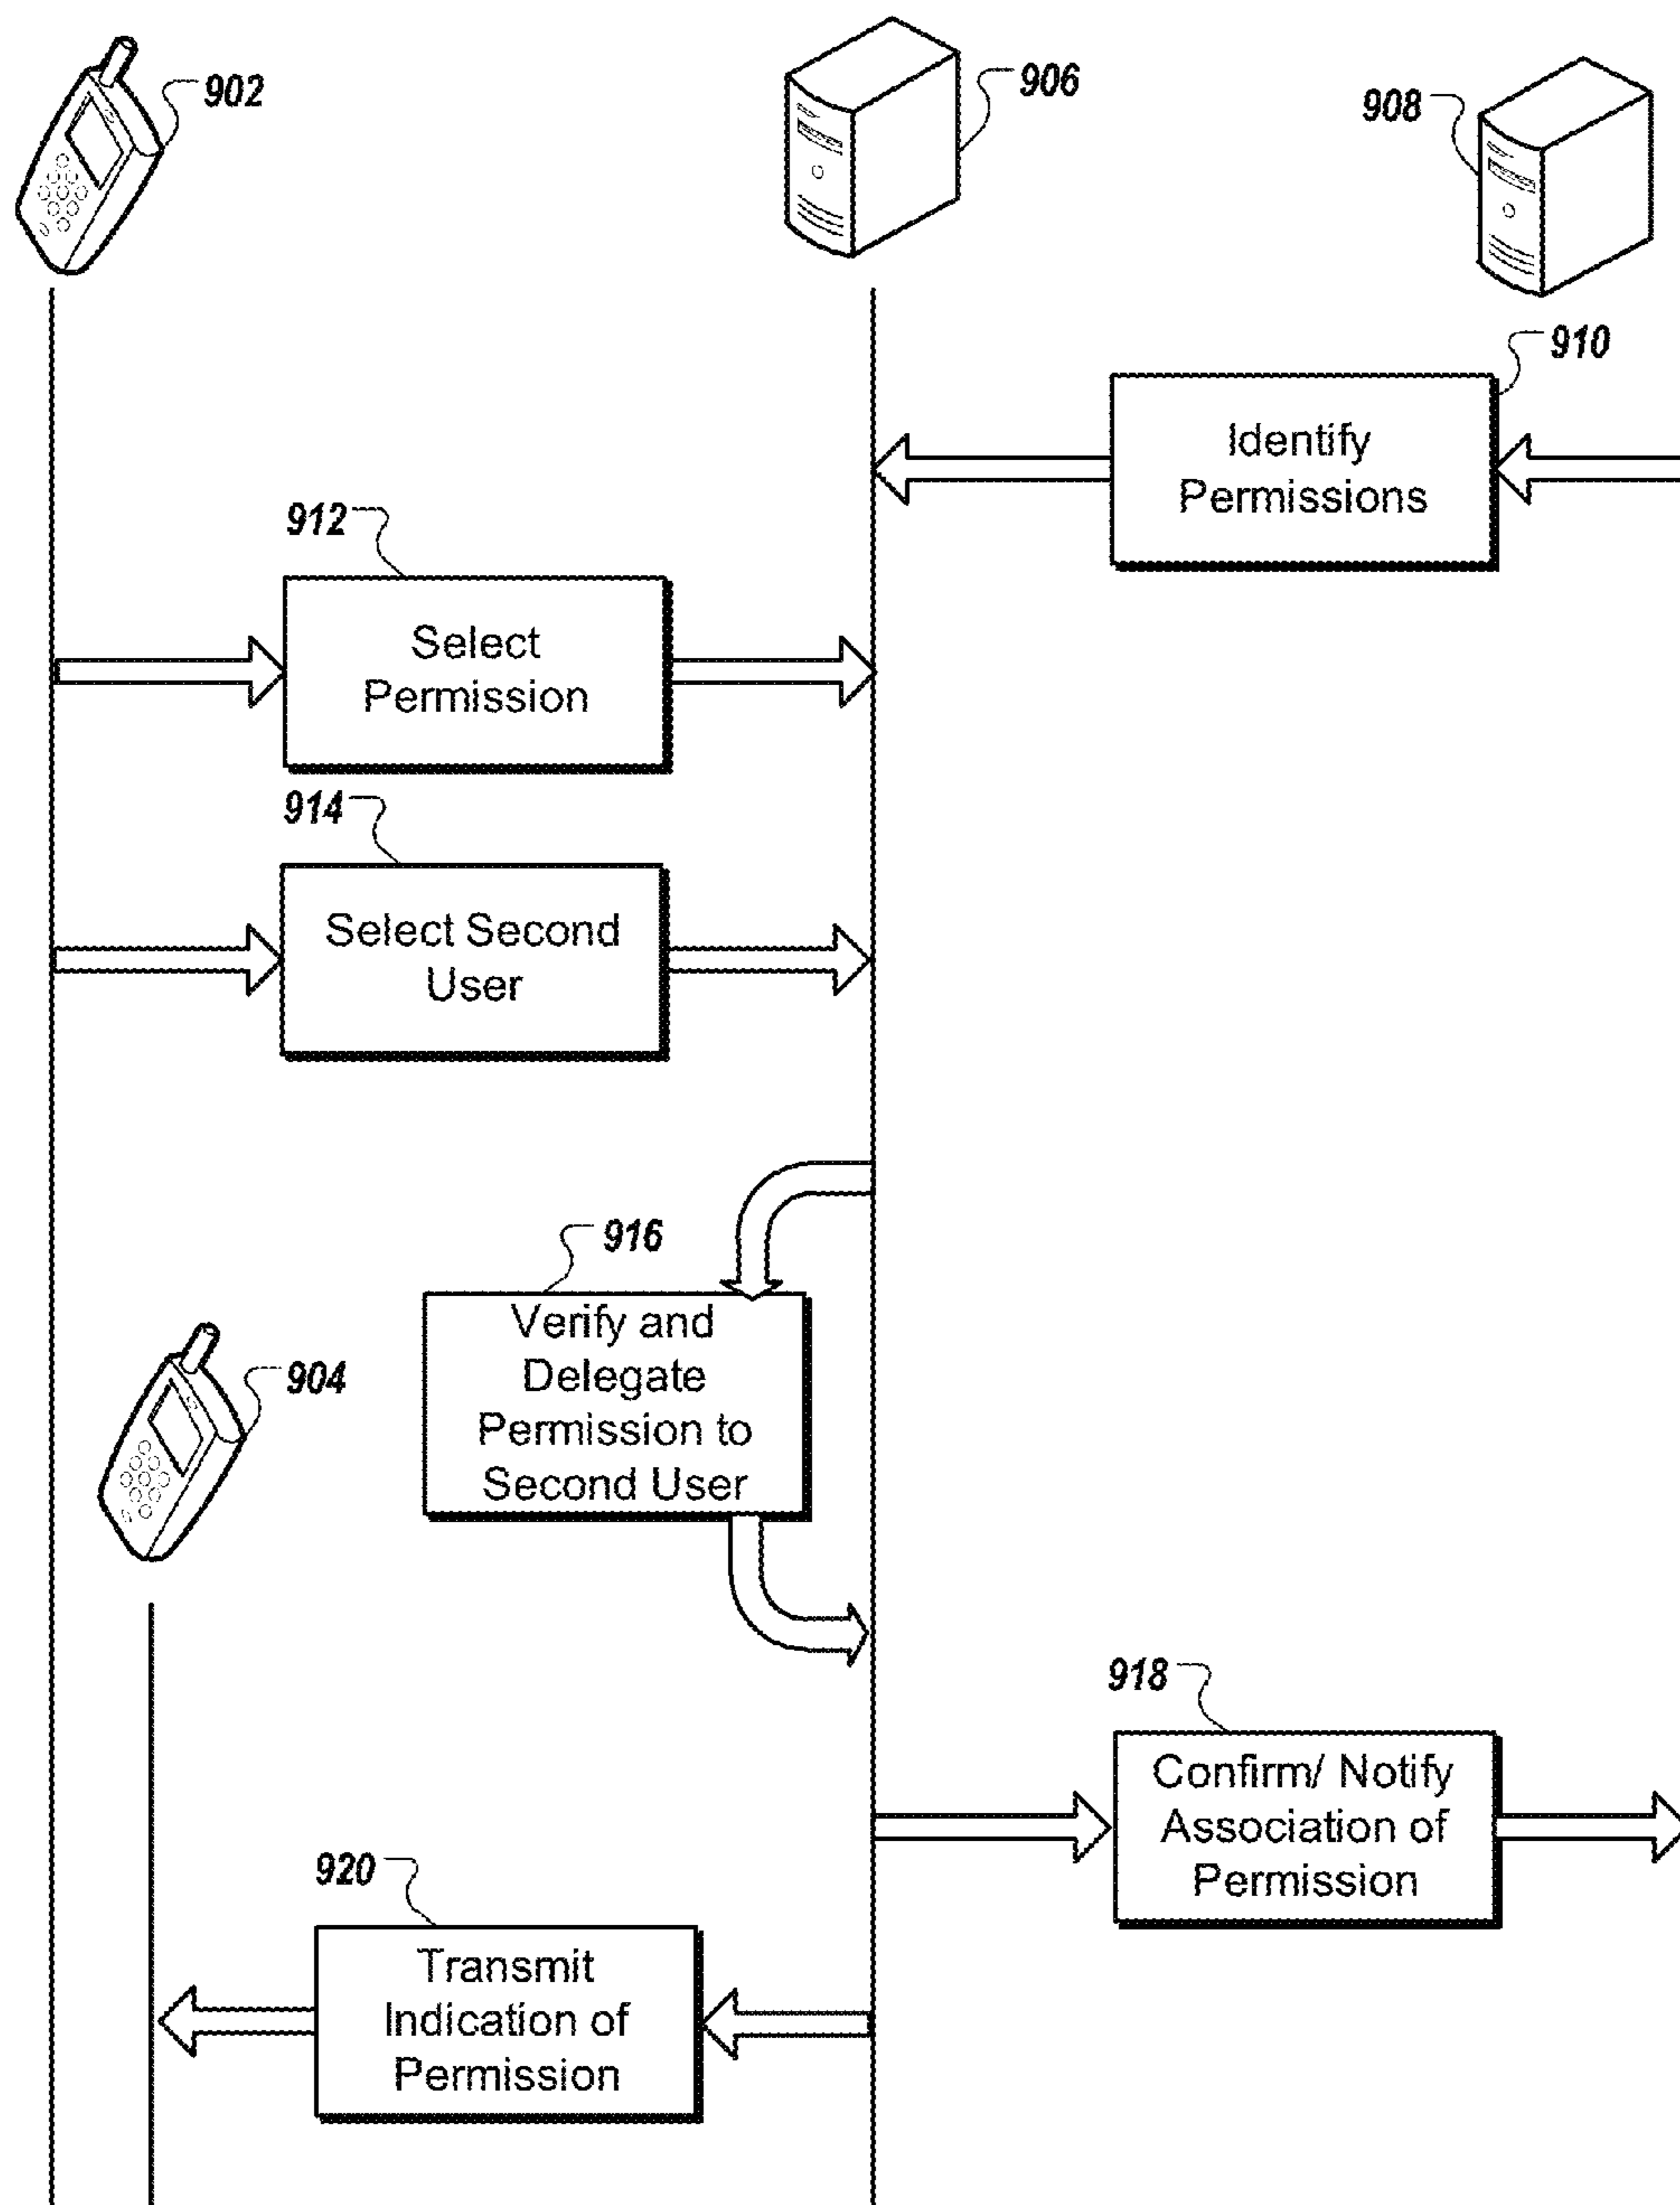 902
906
908
910
Identify
Permissions
912
Select
Permission
914
Select Second
User
916
Verify and
Delegate
Permission to
Second User
904
918
Confirm/ Notify
Association of
Permission
920
Transmit
Indication of
Permission